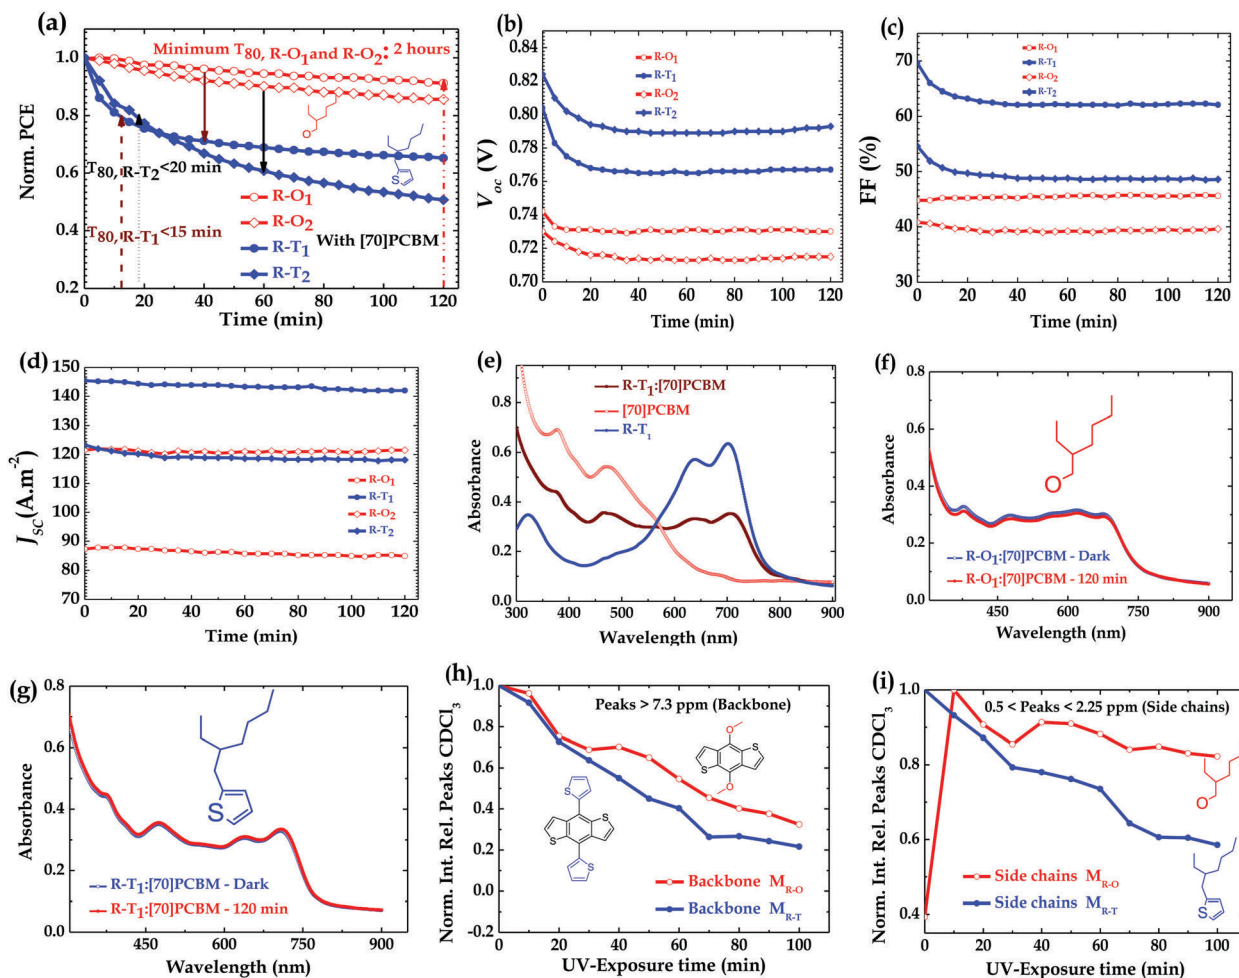 (a)
Minimum T80, R-O1 and R-O2: 2 hours
T80, R-T2<20 min
T80, R-T1<15 min
With [70]PCBM
R-O1
R-O2
R-T1
R-T2
Norm. PCE
1.0
0.8
0.6
0.4
0.2
0 20 40 60 80 100 120
Time (min)
O
S
(b)
R-O1
R-T1
R-O2
R-T2
Voc (V)
0.84
0.82
0.80
0.78
0.76
0.74
0.72
0.70
0 20 40 60 80 100 120
Time (min)
(c)
R-O1
R-T1
R-O2
R-T2
FF (%)
80
70
60
50
40
30
0 20 40 60 80 100 120
Time (min)
(d)
JSC(A.m-2)
150
140
130
120
110
100
90
80
70
R-O1
R-T1
R-O2
R-T2
0 20 40 60 80 100 120
Time (min)
(e)
R-T1:[70]PCBM
[70]PCBM
R-T1
Absorbance
0.8
0.6
0.4
0.2
0.0
300 400 500 600 700 800 900
Wavelength (nm)
(f)
O
Absorbance
0.8
0.6
0.4
0.2
0.0
R-O1:[70]PCBM - Dark
R-O1:[70]PCBM - 120 min
450 600 750 900
Wavelength (nm)
(g)
S
Absorbance
0.8
0.6
0.3
0.2
0.0
R-T1:[70]PCBM - Dark
R-T1:[70]PCBM - 120 min
450 600 750 900
Wavelength (nm)
(h)
Peaks > 7.3 ppm (Backbone)
Norm. Int. Rel. Peaks CDCl3
1.0
0.8
0.6
0.4
0.2
0.0
-0.2
S
S
S
S
O
S
S
O
Backbone MR-O
Backbone MR-T
0 20 40 60 80 100
UV-Exposure time (min)
(i)
0.5 < Peaks < 2.25 ppm (Side chains)
Norm. Int. Rel. Peaks CDCl3
1.0
0.8
0.6
0.4
O
S
Side chains MR-O
Side chains MR-T
0 20 40 60 80 100
UV-Exposure time (min)